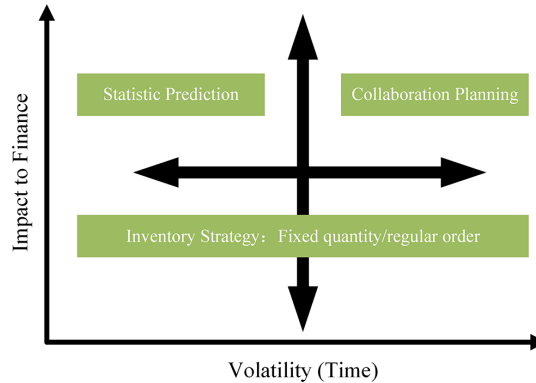 Statistic Prediction
Collaboration Planning
Inventory Strategy：Fixed quantity/regular order
Impact to Finance
Volatility (Time)